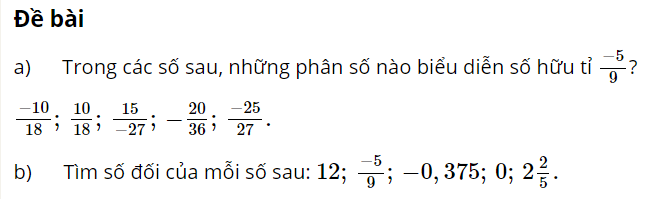 Đề bài
a) Trong các số sau, những phân số nào biểu diễn số hữu tỉ $\frac{-5}{9}$?
$\frac{-10}{18}$; $\frac{10}{18}$; $\frac{15}{-27}$; $-\frac{20}{36}$; $\frac{-25}{27}$.
b) Tìm số đối của mỗi số sau: 12; $\frac{-5}{9}$; −0,375; 0; $2\frac{2}{5}$.